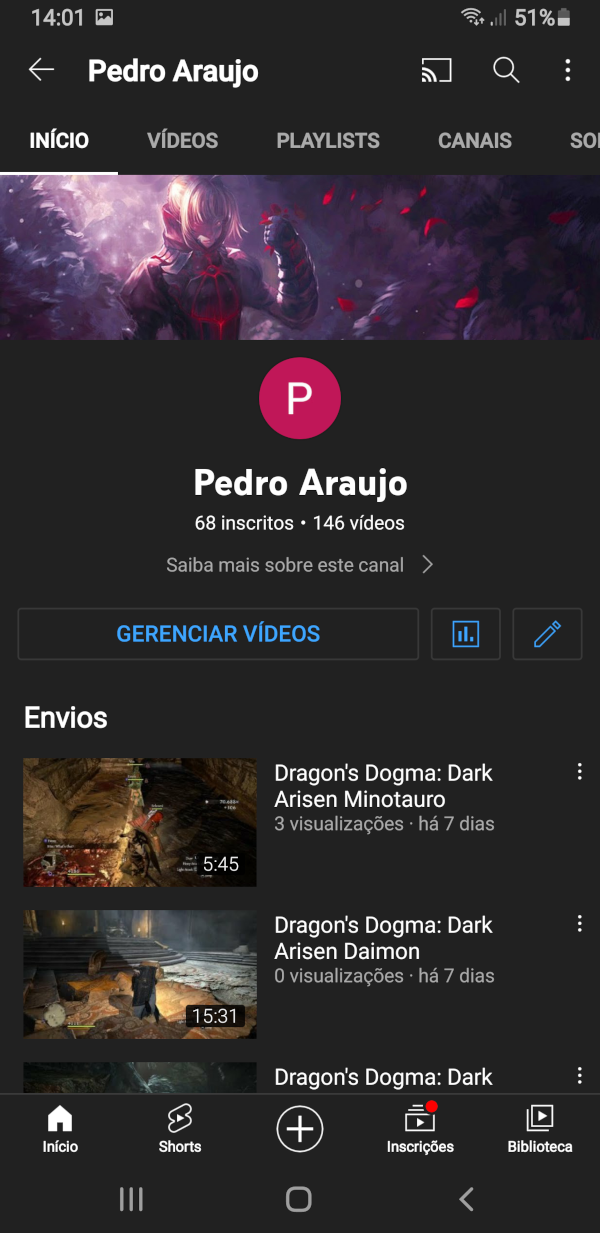 14:01 51%
Pedro Araujo
INÍCIO VÍDEOS PLAYLISTS CANAIS
P
Pedro Araujo
68 inscritos • 146 vídeos
Saiba mais sobre este canal
GERENCIAR VÍDEOS
Envios
Dragon's Dogma: Dark
Arisen Minotauro
3 visualizações · há 7 dias
5:45
Dragon's Dogma: Dark
Arisen Daimon
0 visualizações · há 7 dias
15:31
Dragon's Dogma: Dark
Início Shorts Inscrições Biblioteca